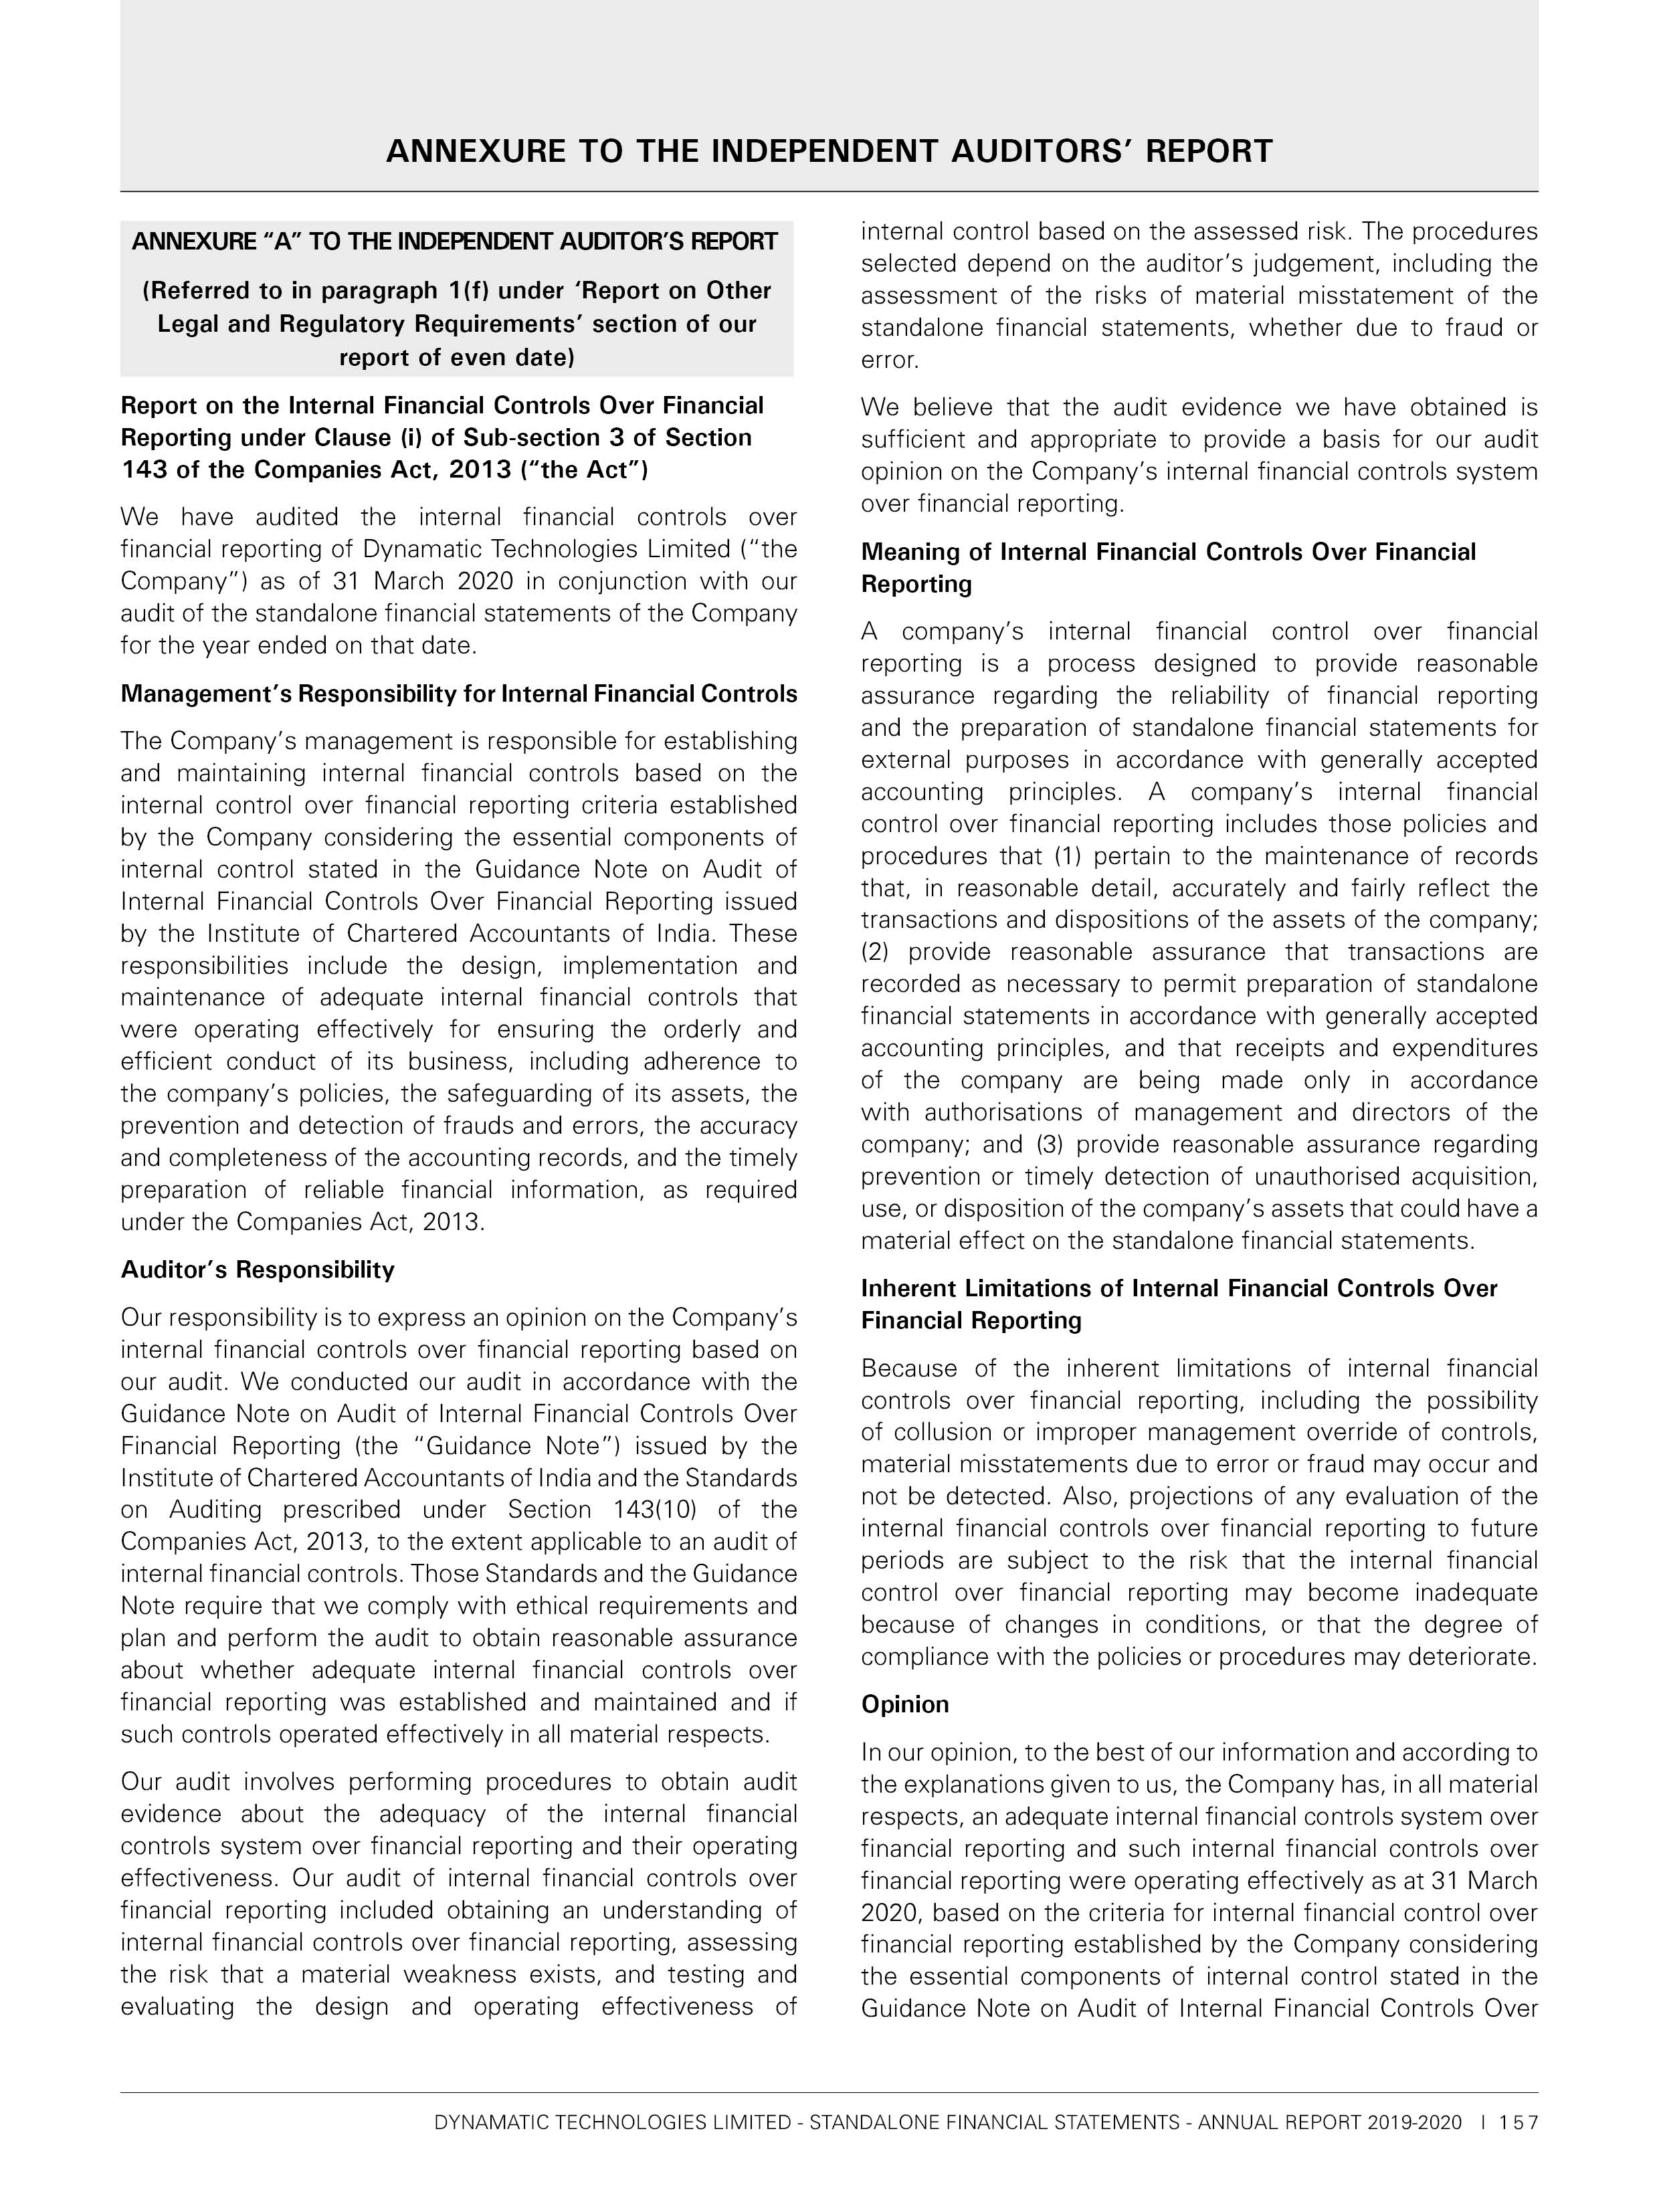 ANNEXURE TO THE INDEPENDENT AUDITORS’ REPORT
ANNEXURE “A” TO THE INDEPENDENT AUDITOR’S REPORT
(Referred to in paragraph 1(f) under ‘Report on Other
Legal and Regulatory Requirements’ section of our
report of even date)
Report on the Internal Financial Controls Over Financial
Reporting under Clause (i) of Sub-section 3 of Section
143 of the Companies Act, 2013 (“the Act”)
We have audited the internal financial controls over
financial reporting of Dynamatic Technologies Limited (“the
Company”) as of 31 March 2020 in conjunction with our
audit of the standalone financial statements of the Company
for the year ended on that date.
Management’s Responsibility for Internal Financial Controls
The Company’s management is responsible for establishing
and maintaining internal financial controls based on the
internal control over financial reporting criteria established
by the Company considering the essential components of
internal control stated in the Guidance Note on Audit of
Internal Financial Controls Over Financial Reporting issued
by the Institute of Chartered Accountants of India. These
responsibilities include the design, implementation and
maintenance of adequate internal financial controls that
were operating effectively for ensuring the orderly and
efficient conduct of its business, including adherence to
the company’s policies, the safeguarding of its assets, the
prevention and detection of frauds and errors, the accuracy
and completeness of the accounting records, and the timely
preparation of reliable financial information, as required
under the Companies Act, 2013.
Auditor’s Responsibility
Our responsibility is to express an opinion on the Company’s
internal financial controls over financial reporting based on
our audit. We conducted our audit in accordance with the
Guidance Note on Audit of Internal Financial Controls Over
Financial Reporting (the “Guidance Note”) issued by the
Institute of Chartered Accountants of India and the Standards
on Auditing prescribed under Section 143(10) of the
Companies Act, 2013, to the extent applicable to an audit of
internal financial controls. Those Standards and the Guidance
Note require that we comply with ethical requirements and
plan and perform the audit to obtain reasonable assurance
about whether adequate internal financial controls over
financial reporting was established and maintained and if
such controls operated effectively in all material respects.
Our audit involves performing procedures to obtain audit
evidence about the adequacy of the internal financial
controls system over financial reporting and their operating
effectiveness. Our audit of internal financial controls over
financial reporting included obtaining an understanding of
internal financial controls over financial reporting, assessing
the risk that a material weakness exists, and testing and
evaluating the design and operating effectiveness of
internal control based on the assessed risk. The procedures
selected depend on the auditor’s judgement, including the
assessment of the risks of material misstatement of the
standalone financial statements, whether due to fraud or
error.
We believe that the audit evidence we have obtained is
sufficient and appropriate to provide a basis for our audit
opinion on the Company’s internal financial controls system
over financial reporting.
Meaning of Internal Financial Controls Over Financial
Reporting
A company’s internal financial control over financial
reporting is a process designed to provide reasonable
assurance regarding the reliability of financial reporting
and the preparation of standalone financial statements for
external purposes in accordance with generally accepted
accounting principles. A company’s internal financial
control over financial reporting includes those policies and
procedures that (1) pertain to the maintenance of records
that, in reasonable detail, accurately and fairly reflect the
transactions and dispositions of the assets of the company;
(2) provide reasonable assurance that transactions are
recorded as necessary to permit preparation of standalone
financial statements in accordance with generally accepted
accounting principles, and that receipts and expenditures
of the company are being made only in accordance
with authorisations of management and directors of the
company; and (3) provide reasonable assurance regarding
prevention or timely detection of unauthorised acquisition,
use, or disposition of the company’s assets that could have a
material effect on the standalone financial statements.
Inherent Limitations of Internal Financial Controls Over
Financial Reporting
Because of the inherent limitations of internal financial
controls over financial reporting, including the possibility
of collusion or improper management override of controls,
material misstatements due to error or fraud may occur and
not be detected. Also, projections of any evaluation of the
internal financial controls over financial reporting to future
periods are subject to the risk that the internal financial
control over financial reporting may become inadequate
because of changes in conditions, or that the degree of
compliance with the policies or procedures may deteriorate.
Opinion
In our opinion, to the best of our information and according to
the explanations given to us, the Company has, in all material
respects, an adequate internal financial controls system over
financial reporting and such internal financial controls over
financial reporting were operating effectively as at 31 March
2020, based on the criteria for internal financial control over
financial reporting established by the Company considering
the essential components of internal control stated in the
Guidance Note on Audit of Internal Financial Controls Over
DYNAMATIC TECHNOLOGIES LIMITED - STANDALONE FINANCIAL STATEMENTS - ANNUAL REPORT 2019-2020 | 157